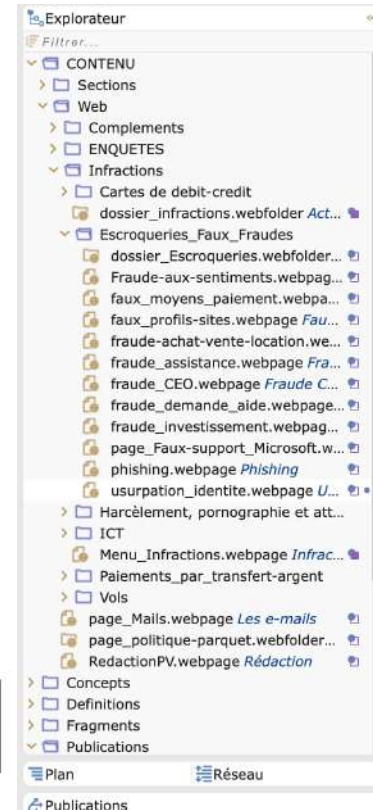 Explorateur
Filtrer...
CONTENU
Sections
Web
Complements
ENQUETES
Infractions
Cartes de debit-credit
dossier_infractions.webfolder Act...
Escroqueries_Faux_Fraudes
dossier_Escroqueries.webfolder...
Fraude-aux-sentiments.webpag...
faux_moyens_paiement.webpa...
faux_profils-sites.webpage Fau...
fraude-achat-vente-location.we...
fraude_assistance.webpage Fra...
fraude_CEO.webpage Fraude C...
fraude_demande_aide.webpage...
fraude_investissement.webpag...
page_Faux-support_Microsoft.w...
phishing.webpage Phishing
usurpation_identite.webpage U...
Harcèlement, pornographie et att...
ICT
Menu_Infractions.webpage Infrac...
Paiements_par_transfert-argent
Vols
page_Mails.webpage Les e-mails
page_politique-parquet.webfolder...
RedactionPV.webpage Rédaction
Concepts
Definitions
Fragments
Publications
Plan Réseau
Publications